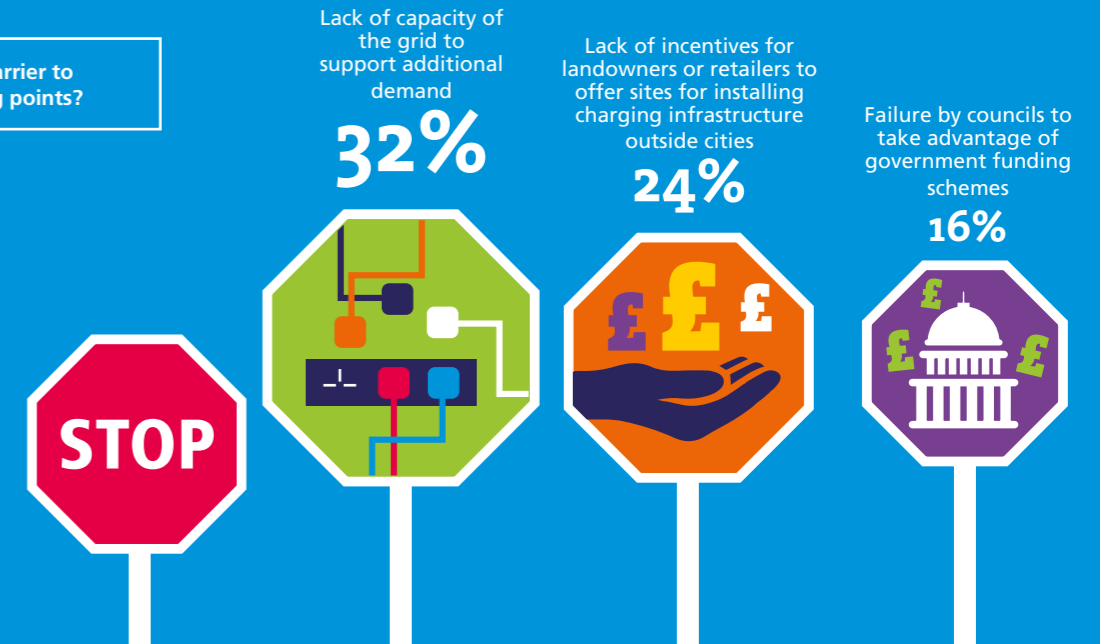 rrier to
points?
Lack of capacity of
the grid to
support additional
demand
32%
Lack of incentives for
landowners or retailers to
offer sites for installing
charging infrastructure
outside cities
24%
Failure by councils to
take advantage of
government funding
schemes
16%
STOP
£ £ £
£
£ £